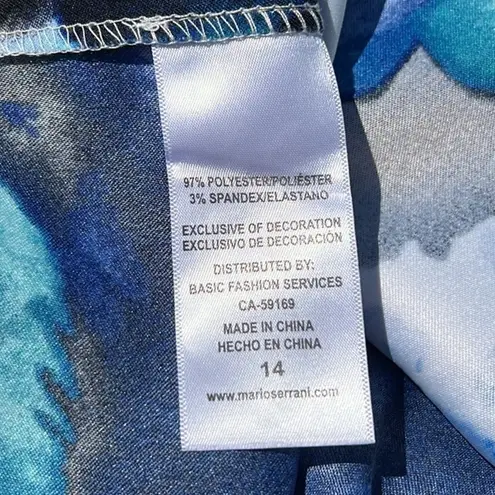 97% POLYESTER/POLIÉSTER
3% SPANDEX/ELASTANO
EXCLUSIVE OF DECORATION
EXCLUSIVO DE DECORACIÓN
DISTRIBUTED BY:
BASIC FASHION SERVICES
CA-59169
MADE IN CHINA
HECHO EN CHINA
14
www.marioserrani.com